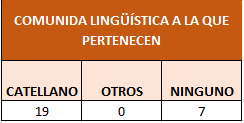 COMUNIDA LINGÜÍSTICA A LA QUE
PERTENECEN
CATELLANO OTROS NINGUNO
19 0 7